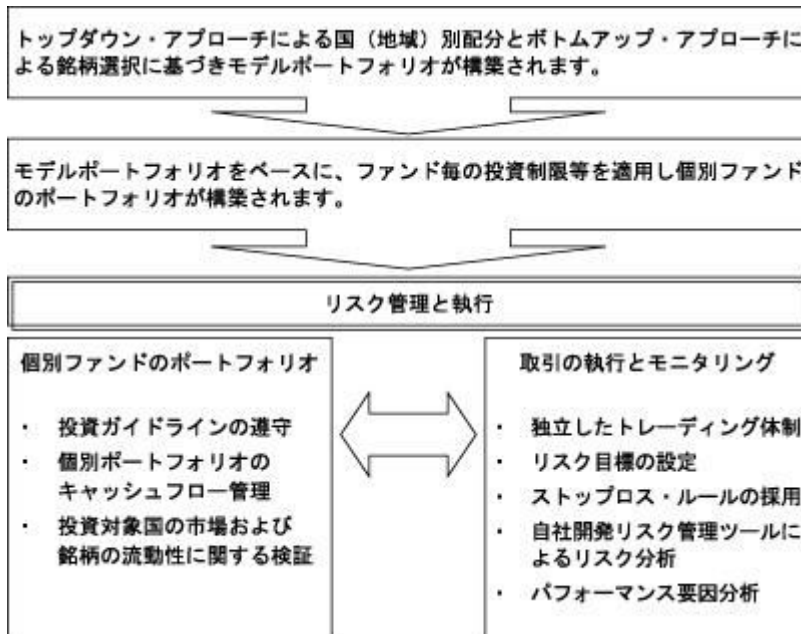 トップダウン・アプローチによる国（地域）別配分とボトムアップ・アプローチに
よる銘柄選択に基づきモデルポートフォリオが構築されます。
モデルポートフォリオをベースに、ファンド毎の投資制限等を適用し個別ファンド
のポートフォリオが構築されます。
リスク管理と執行
個別ファンドのポートフォリオ
・ 投資ガイドラインの遵守
・ 個別ポートフォリオの
キャッシュフロー管理
・ 投資対象国の市場および
銘柄の流動性に関する検証
取引の執行とモニタリング
・ 独立したトレーディング体制
・ リスク目標の設定
・ ストップロス・ルールの採用
・ 自社開発リスク管理ツールに
よるリスク分析
・ パフォーマンス要因分析